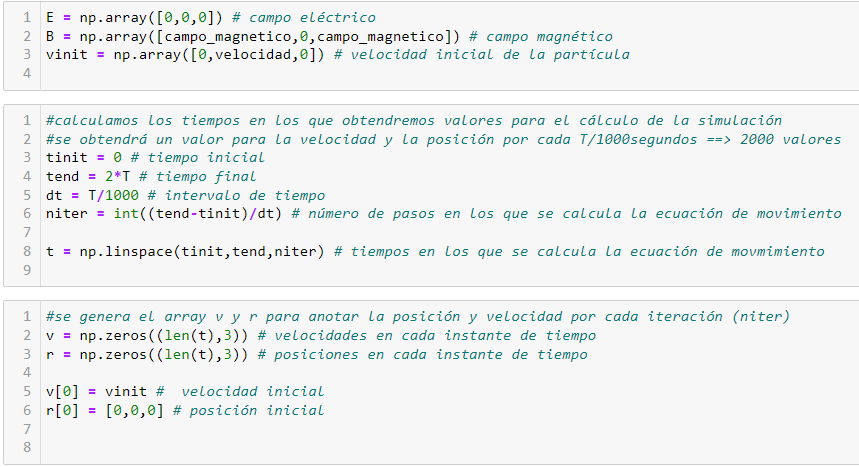 1 E = np.array([0,0,0]) # campo eléctrico
2 B = np.array([campo_magnetico,0,campo_magnetico]) # campo magnético
3 vinit = np.array([0,velocidad,0]) # velocidad inicial de la partícula
4
1 #calculamos los tiempos en los que obtendremos valores para el cálculo de la simulación
2 #se obtendrá un valor para la velocidad y la posición por cada T/1000segundos ==> 2000 valores
3 tinit = 0 # tiempo inicial
4 tend = 2*T # tiempo final
5 dt = T/1000 # intervalo de tiempo
6 niter = int((tend-tinit)/dt) # número de pasos en los que se calcula la ecuación de movimiento
7
8 t = np.linspace(tinit,tend,niter) # tiempos en los que se calcula la ecuación de movmimiento
9
1 #se genera el array v y r para anotar la posición y velocidad por cada iteración (niter)
2 v = np.zeros((len(t),3)) # velocidades en cada instante de tiempo
3 r = np.zeros((len(t),3)) # posiciones en cada instante de tiempo
4
5 v[0] = vinit #  velocidad inicial
6 r[0] = [0,0,0] # posición inicial
7
8